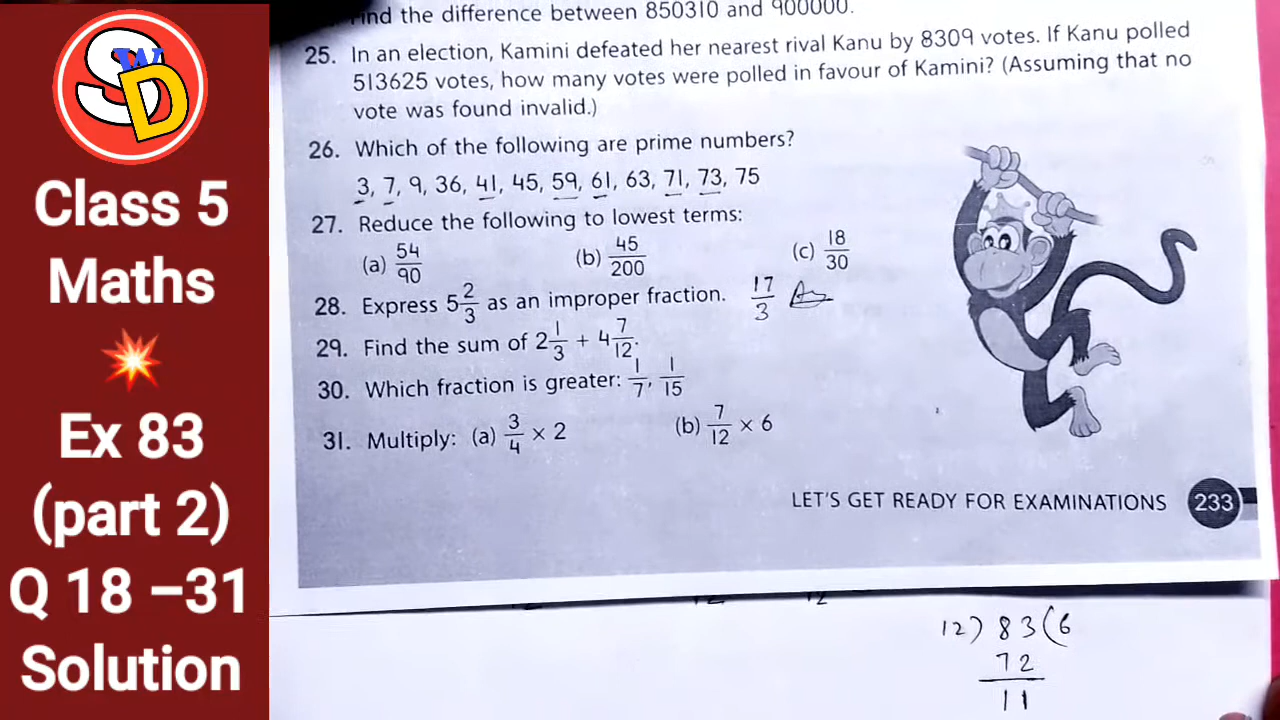 SWD
Class 5
Maths
Ex 83
(part 2)
Q 18 –31
Solution
Find the difference between 850310 and 900000.
25. In an election, Kamini defeated her nearest rival Kanu by 8309 votes. If Kanu polled
513625 votes, how many votes were polled in favour of Kamini? (Assuming that no
vote was found invalid.)
26. Which of the following are prime numbers?
3, 7, 9, 36, 41, 45, 59, 61, 63, 71, 73, 75
27. Reduce the following to lowest terms:
(a) 54/90 (b) 45/200 (c) 18/30
28. Express 5 2/3 as an improper fraction. 17/3
29. Find the sum of 2 1/3 + 4 7/12.
30. Which fraction is greater: 1/7, 1/15
31. Multiply: (a) 3/4 × 2 (b) 7/12 × 6
LET'S GET READY FOR EXAMINATIONS 233
12) 83 (6
72
11